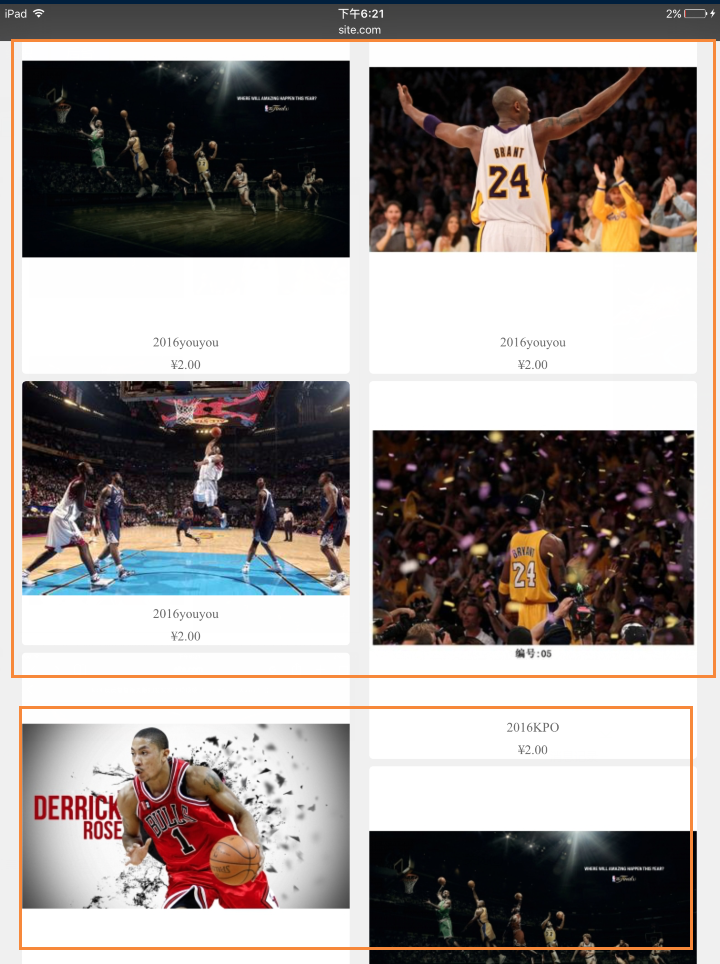 iPad
下午6:21
2%
site.com
WHERE WILL AMAZING HAPPEN THIS YEAR?
Finals
BRYANT
24
2016youyou
¥2.00
2016youyou
¥2.00
2016youyou
¥2.00
BRYANT
24
编号:05
2016KPO
¥2.00
DERRICK
ROSE
BULLS
1
WHERE WILL AMAZING HAPPEN THIS YEAR?
Finals